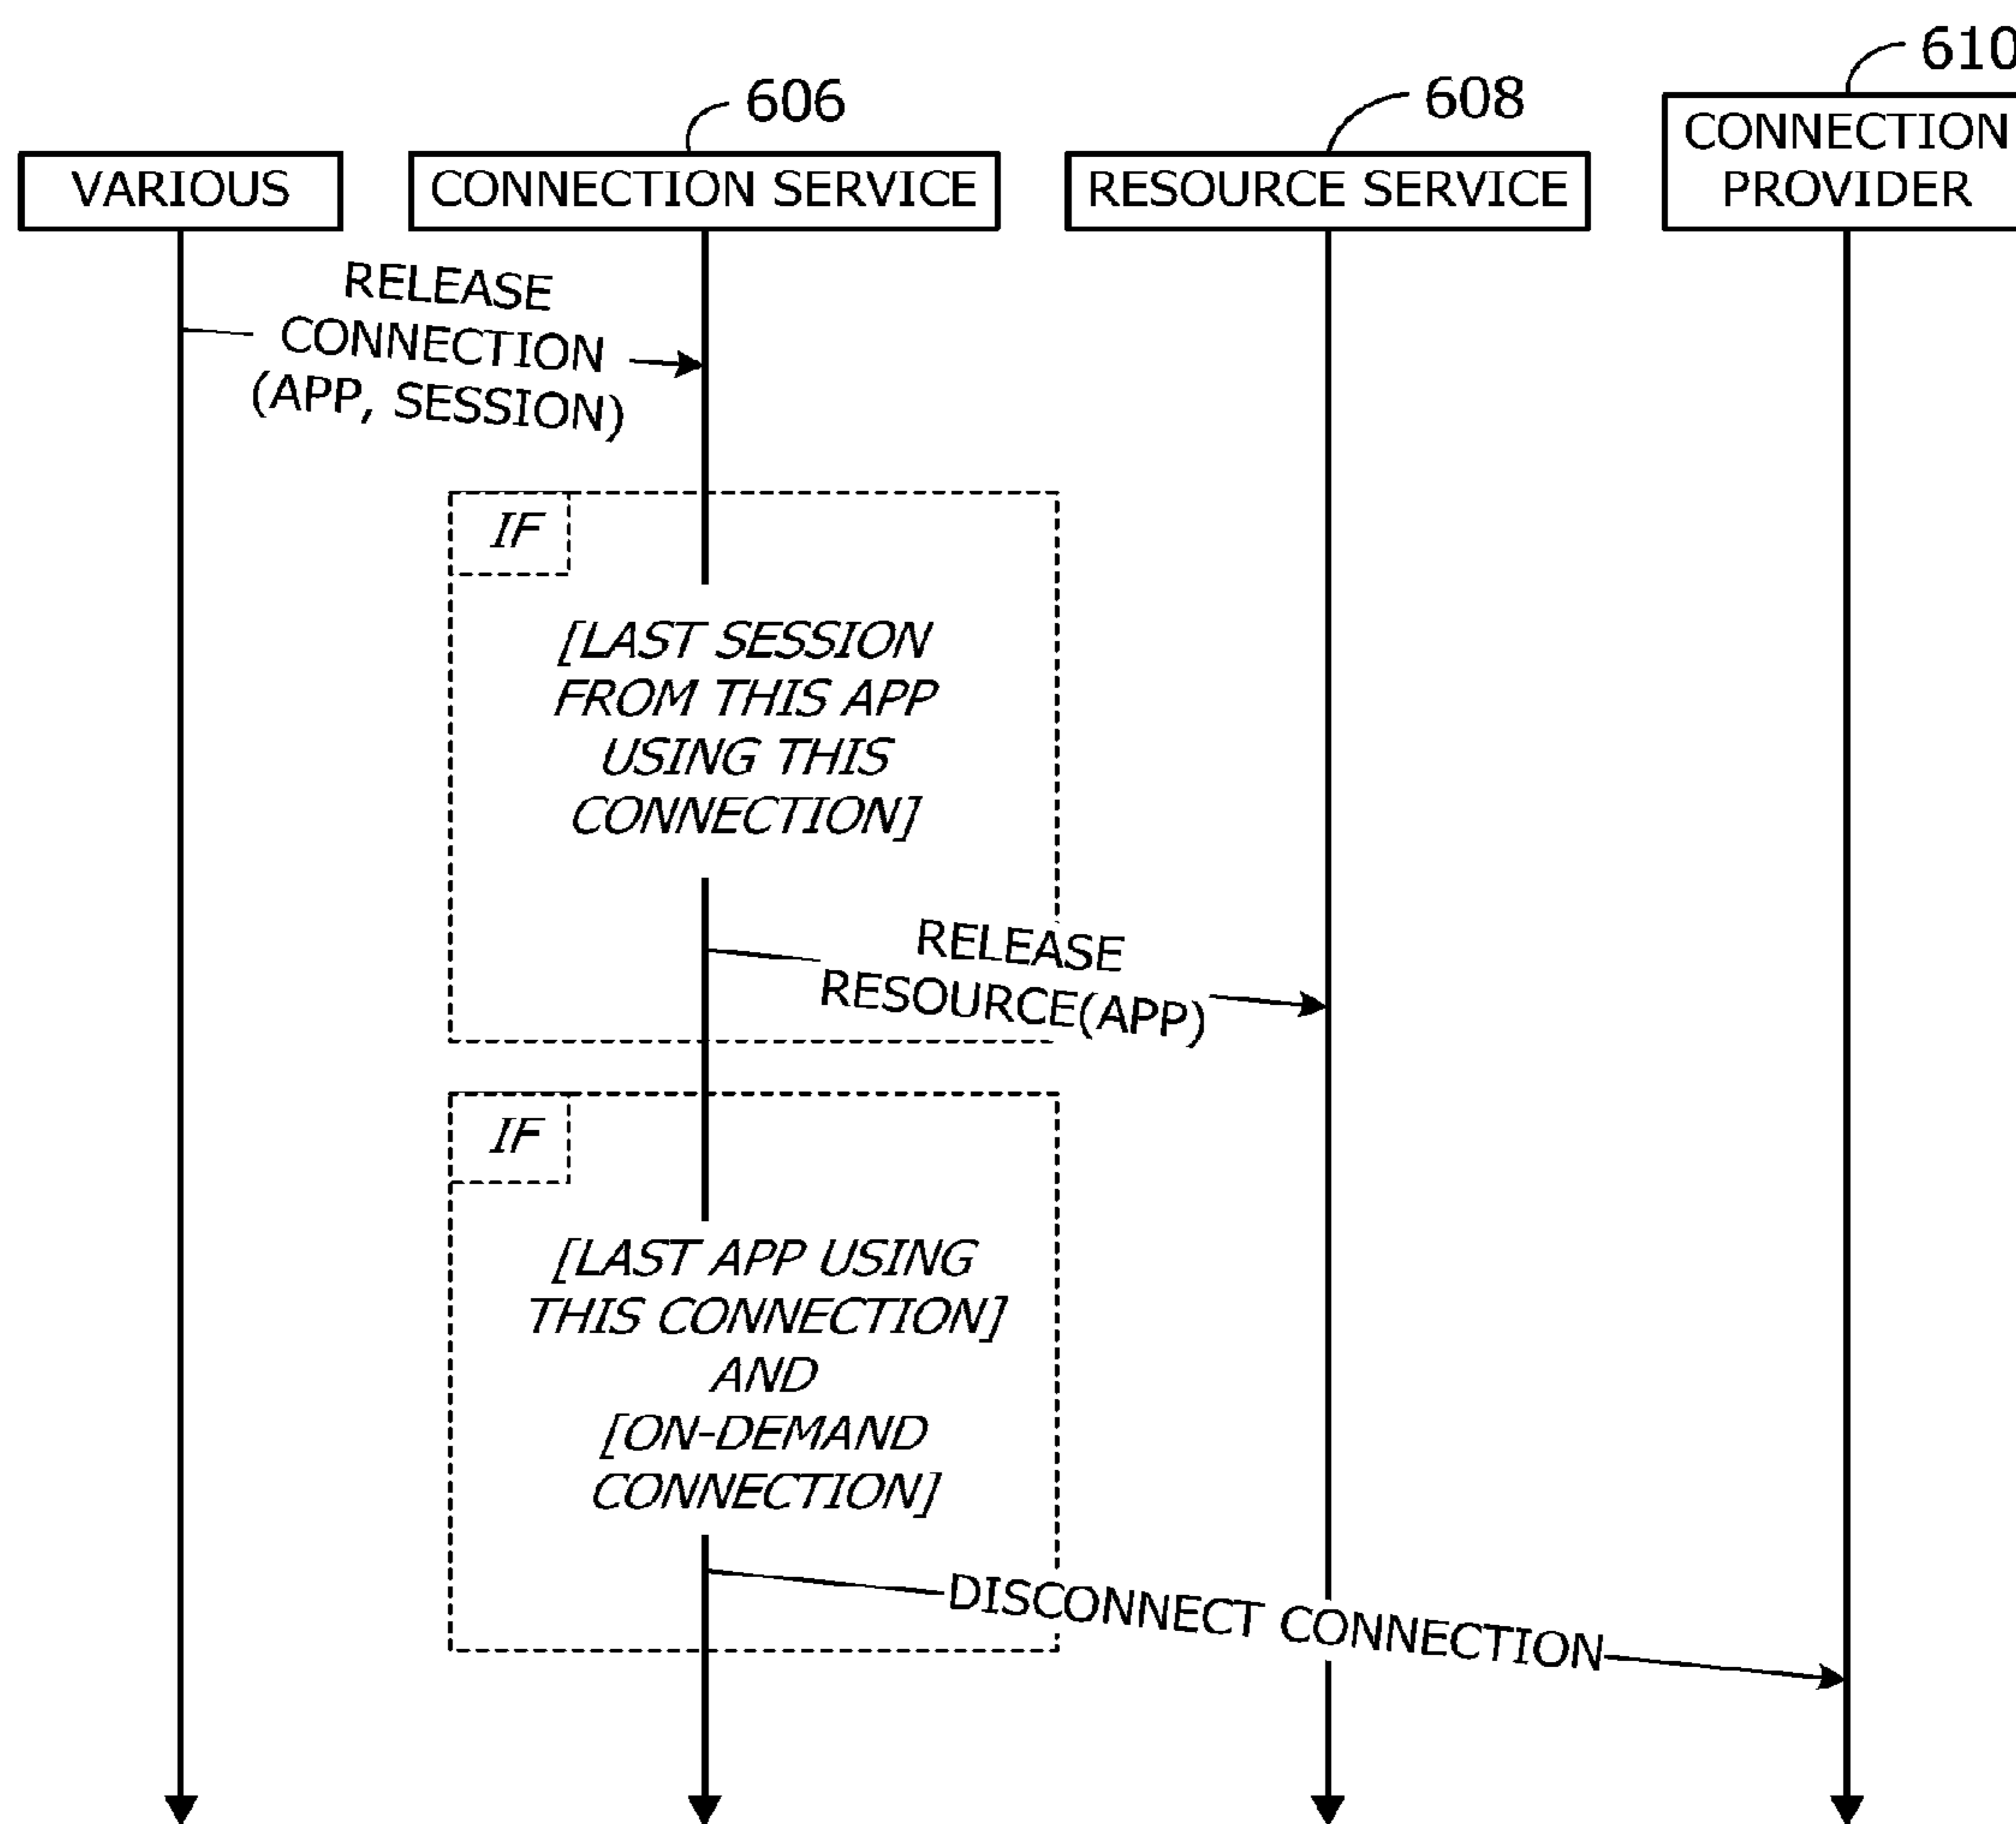 610
606
608
VARIOUS
CONNECTION SERVICE
RESOURCE SERVICE
CONNECTION
PROVIDER
RELEASE
CONNECTION
(APP, SESSION)
IF
[LAST SESSION
FROM THIS APP
USING THIS
CONNECTION]
RELEASE
RESOURCE(APP)
IF
[LAST APP USING
THIS CONNECTION]
AND
[ON-DEMAND
CONNECTION]
DISCONNECT CONNECTION